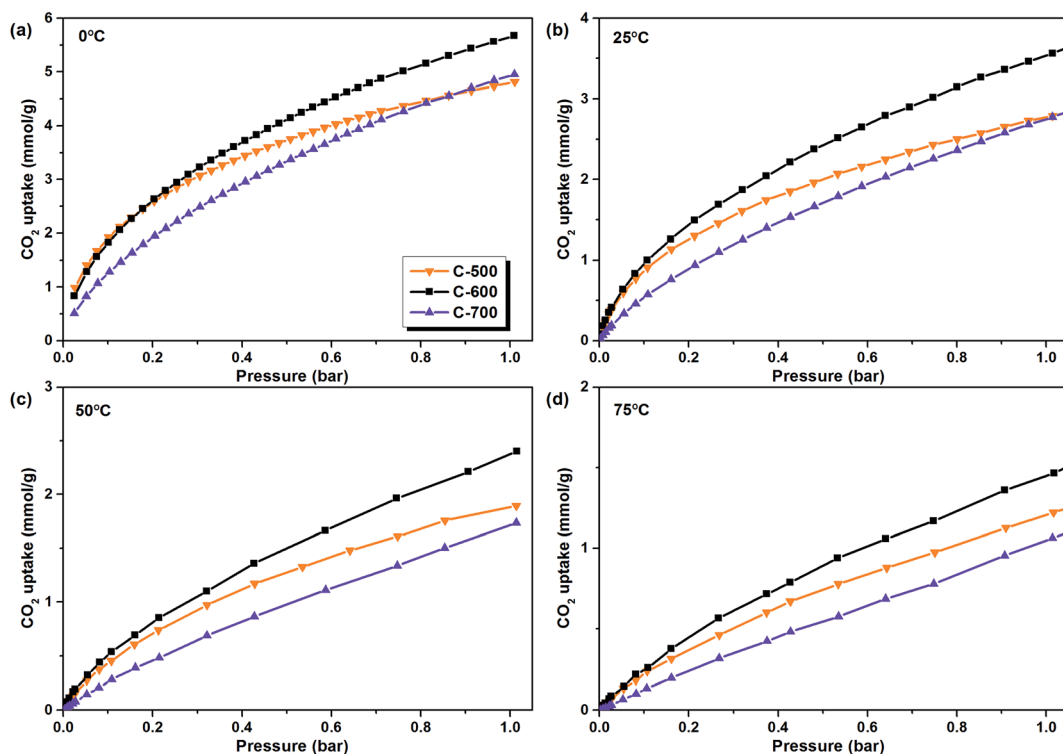 (a)
0°C
6
5
4
3
2
1
0
CO₂ uptake (mmol/g)
0.0 0.2 0.4 0.6 0.8 1.0
Pressure (bar)
C-500
C-600
C-700
(b)
25°C
4
3
2
1
0
CO₂ uptake (mmol/g)
0.0 0.2 0.4 0.6 0.8 1.0
Pressure (bar)
(c)
50°C
3
2
1
0
CO₂ uptake (mmol/g)
0.0 0.2 0.4 0.6 0.8 1.0
Pressure (bar)
(d)
75°C
2
1
0
CO₂ uptake (mmol/g)
0.0 0.2 0.4 0.6 0.8 1.0
Pressure (bar)